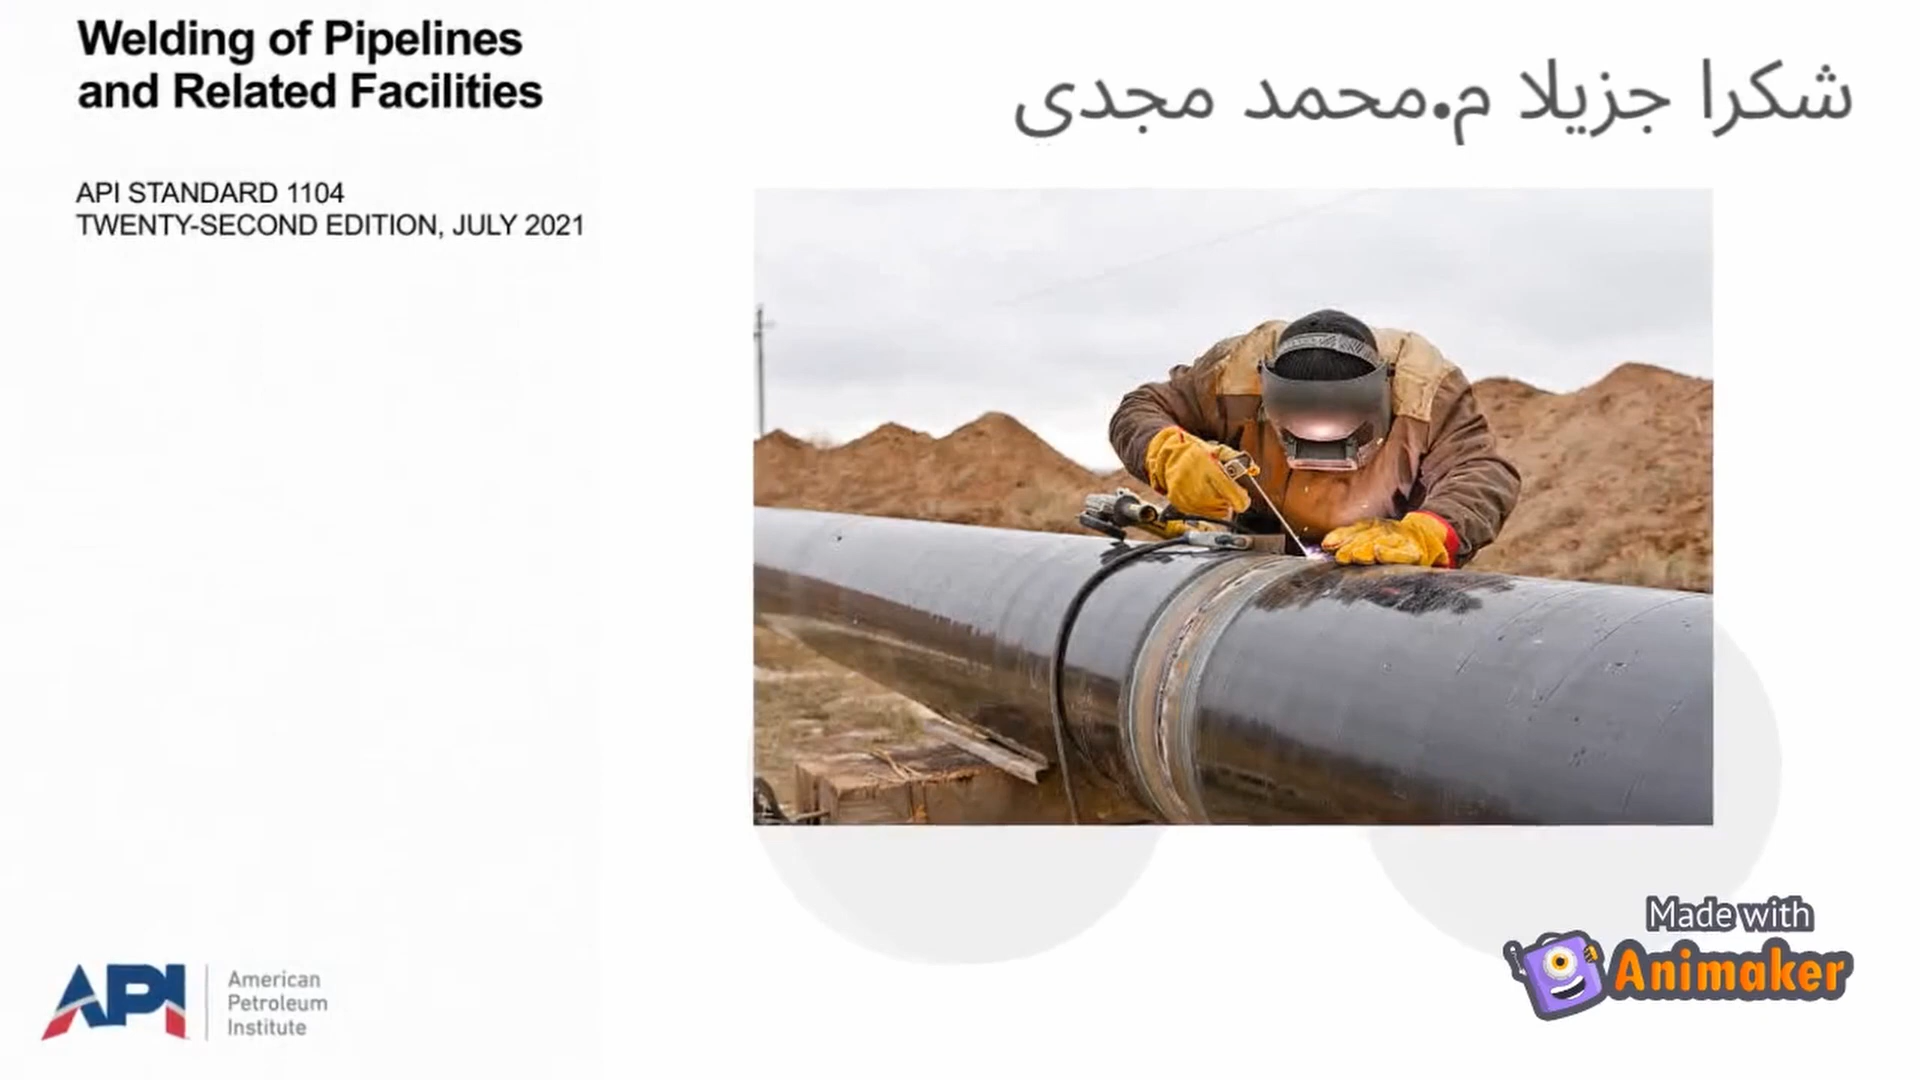 Welding of Pipelines
and Related Facilities
API STANDARD 1104
TWENTY-SECOND EDITION, JULY 2021
شكرا جزيلا م.محمد مجدي
API
American
Petroleum
Institute
Made with
Animaker